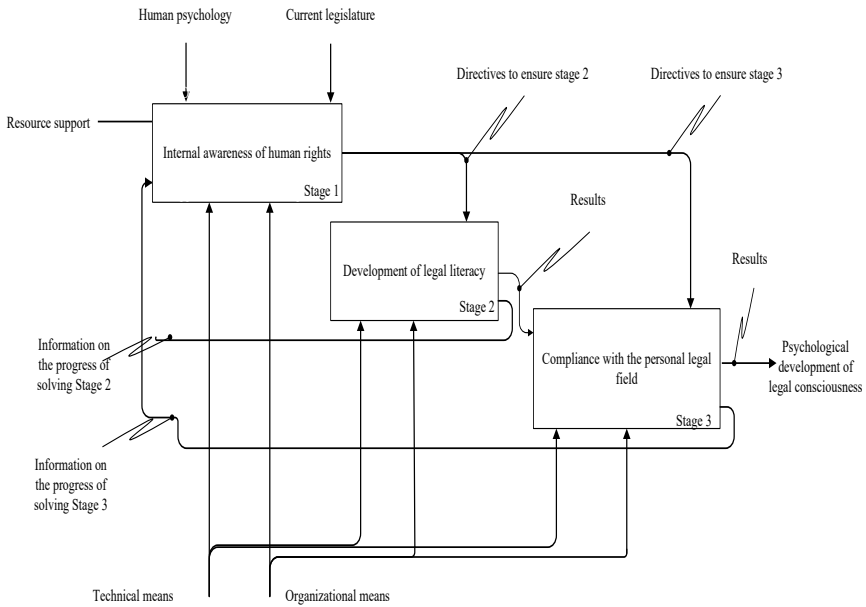 Human psychology
Current legislature
Directives to ensure stage 2
Directives to ensure stage 3
Resource support
Internal awareness of human rights
Stage 1
Results
Development of legal literacy
Stage 2
Results
Information on
the progress of
solving Stage 2
Compliance with the personal legal
field
Stage 3
Psychological
development of
legal consciousness
Information on
the progress of
solving Stage 3
Technical means
Organizational means